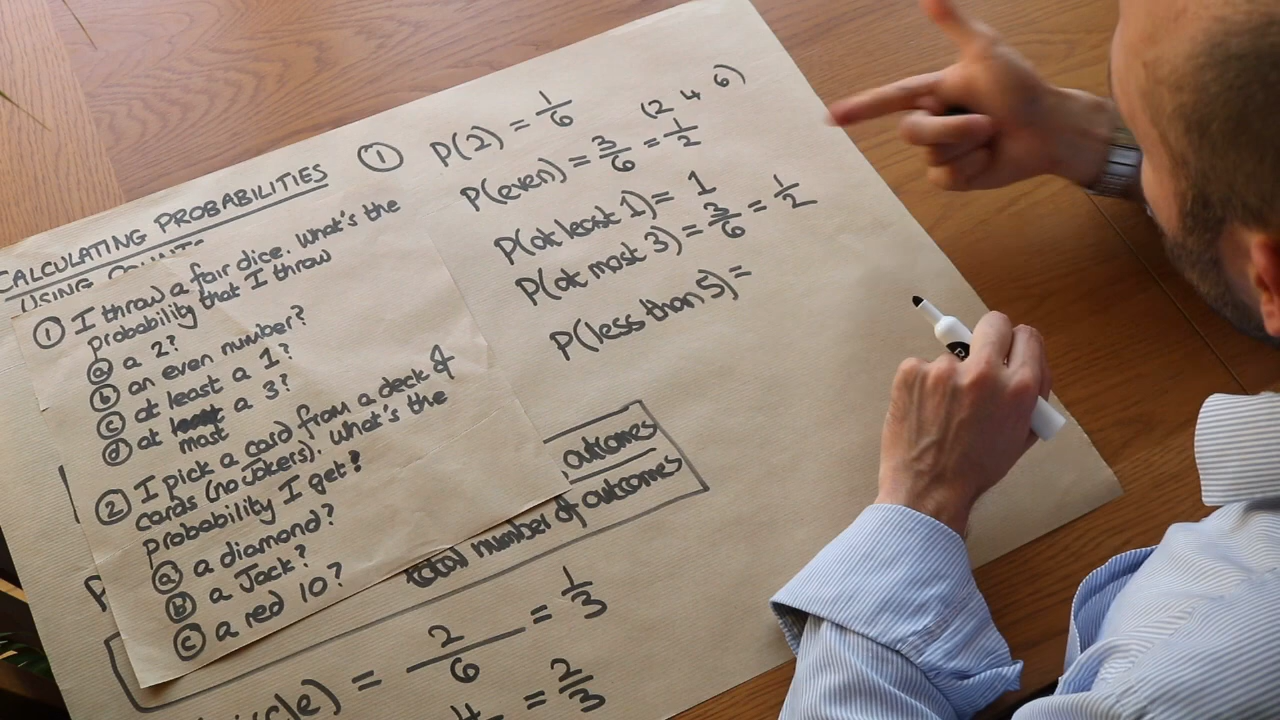 CALCULATING PROBABILITIES
USING
① I throw a fair dice. What's the
probability that I throw
ⓐ a 2?
ⓑ an even number?
ⓒ at least a 1?
ⓓ at least a 3?
most
② I pick a card from a deck of
cards (no Jokers). What's the
probability I get?
ⓐ a diamond?
ⓑ a Jack?
ⓒ a red 10?
① P(2) = 1/6
(2 4 6)
P(even) = 3/6 = 1/2
P(at least 1) = 1
P(at most 3) = 3/6 = 1/2
P(less than 5) =
outcomes
total number of outcomes
P
= 2/6 = 1/3
= 2/3